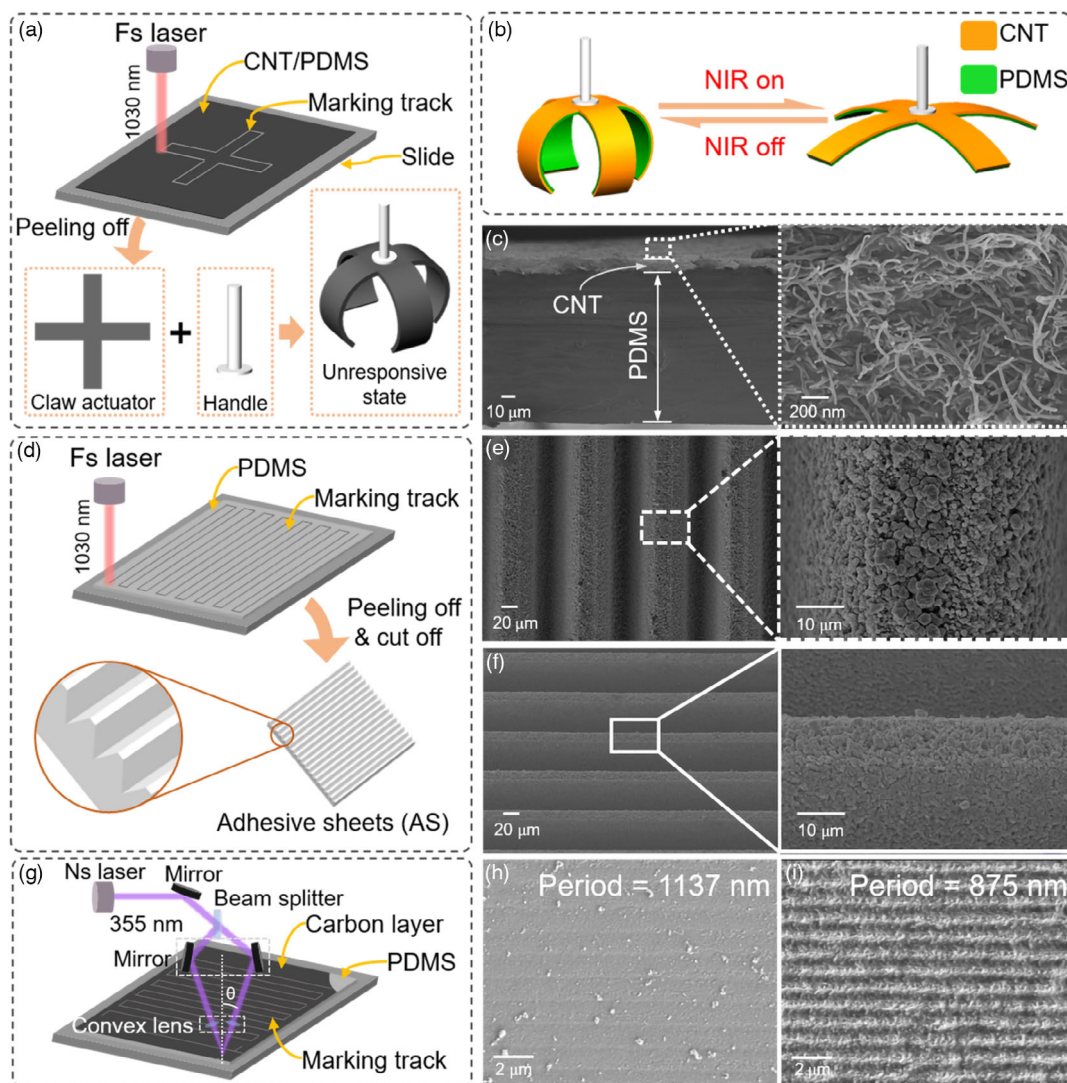 (a)
Fs laser
1030 nm
CNT/PDMS
Marking track
Slide
Peeling off
+
Claw actuator
Handle
Unresponsive
state
(b)
NIR on
NIR off
CNT
PDMS
(c)
CNT
PDMS
10 μm
200 nm
(d)
Fs laser
1030 nm
PDMS
Marking track
Peeling off
& cut off
Adhesive sheets (AS)
(e)
20 μm
10 μm
(f)
20 μm
10 μm
(g)
Ns laser
Mirror
Beam splitter
355 nm
Carbon layer
Mirror
PDMS
θ
Convex lens
Marking track
(h)
Period = 1137 nm
2 μm
(i)
Period = 875 nm
2 μm